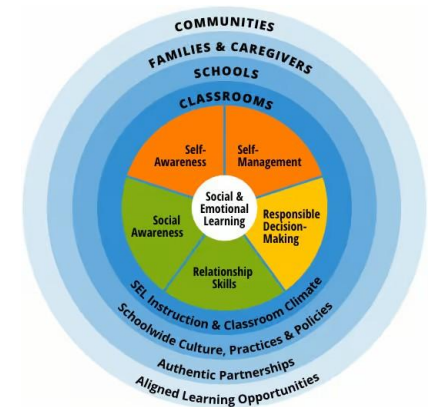 COMMUNITIES
FAMILIES & CAREGIVERS
SCHOOLS
CLASSROOMS
Self-
Awareness
Self-
Management
Social &
Emotional
Learning
Social
Awareness
Responsible
Decision-
Making
Relationship
Skills
SEL Instruction & Classroom Climate
Schoolwide Culture, Practices & Policies
Authentic Partnerships
Aligned Learning Opportunities